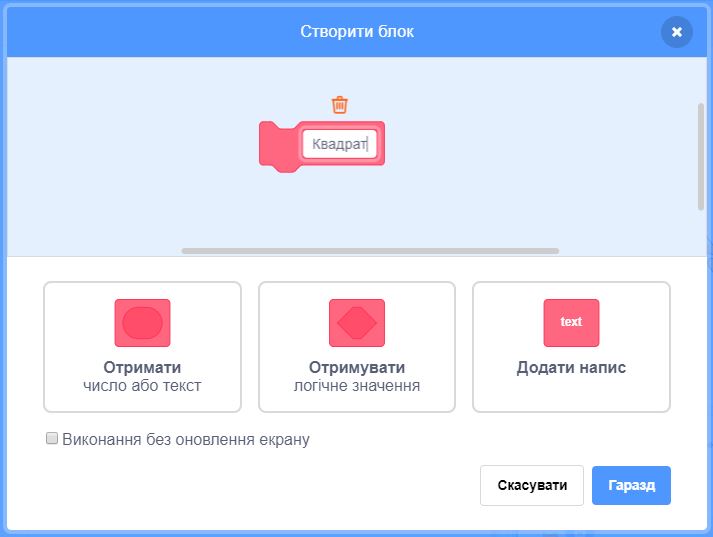 Створити блок
Квадрат
text
Отримати
число або текст
Отримувати
логічне значення
Додати напис
Виконання без оновлення екрану
Скасувати
Гаразд